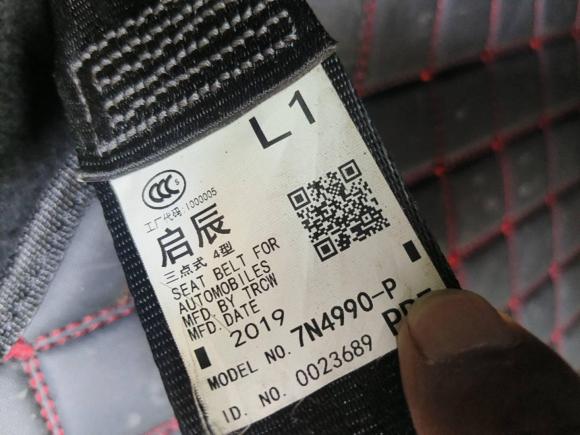 L1
CCC S
工厂代码:1000005
启辰
三点式 4型
SEAT BELT FOR
AUTOMOBILES
MFD.BY TRCW
MFD.DATE
2019
MODEL NO. 7N4990-P
ID. NO. 0023689